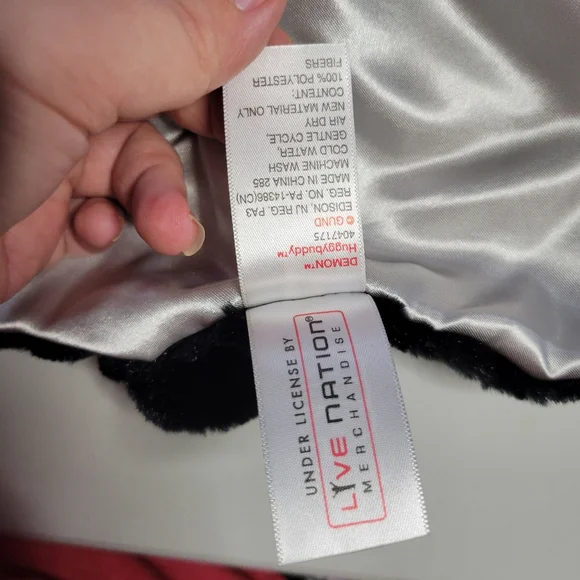 DEMON™
Huggybuddy™
4047175
© GUND
EDISON, NJ REG. PA3
REG. NO. PA-14386(CN)
MADE IN CHINA 285
MACHINE WASH
COLD WATER,
GENTLE CYCLE,
AIR DRY
NEW MATERIAL ONLY
CONTENT:
100% POLYESTER
FIBERS
UNDER LICENSE BY
LIVE NATION®
MERCHANDISE